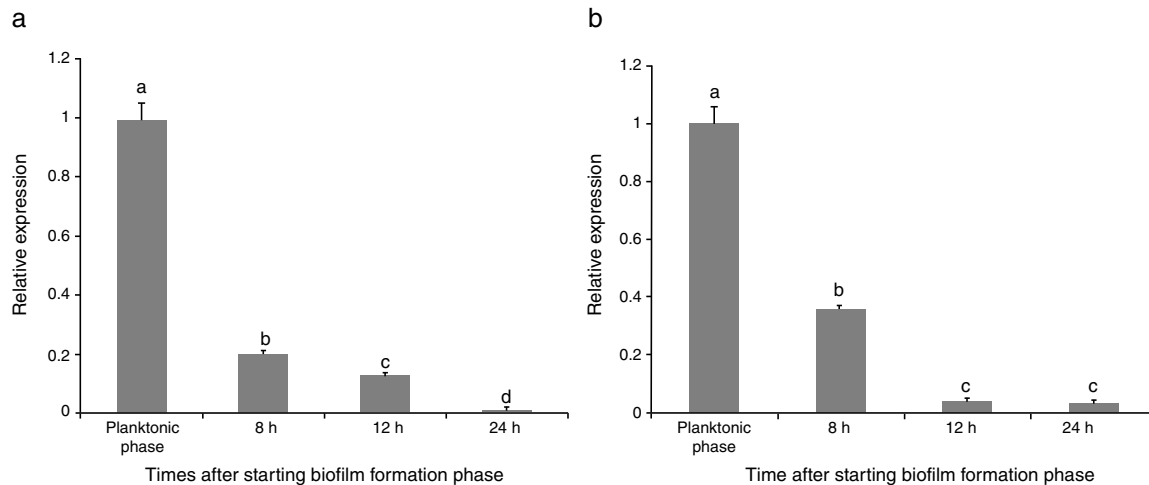 a
1.2
1
0.8
0.6
0.4
0.2
0
Relative expression
a
b
c
d
Planktonic
phase
8 h
12 h
24 h
Times after starting biofilm formation phase
b
1.2
1
0.8
0.6
0.4
0.2
0
Relative expression
a
b
c
c
Planktonic
phase
8 h
12 h
24 h
Time after starting biofilm formation phase